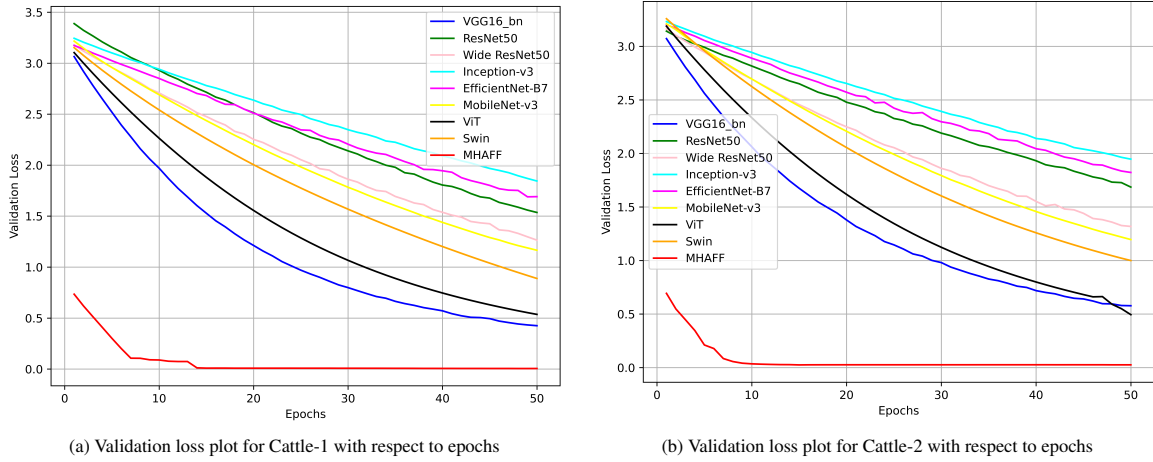 3.5
3.0
2.5
2.0
1.5
1.0
0.5
0.0
Validation Loss
0
10
20
30
40
50
Epochs
VGG16_bn
ResNet50
Wide ResNet50
Inception-v3
EfficientNet-B7
MobileNet-v3
ViT
Swin
MHAFF
(a) Validation loss plot for Cattle-1 with respect to epochs
3.0
2.5
2.0
1.5
1.0
0.5
0.0
Validation Loss
0
10
20
30
40
50
Epochs
VGG16_bn
ResNet50
Wide ResNet50
Inception-v3
EfficientNet-B7
MobileNet-v3
ViT
Swin
MHAFF
(b) Validation loss plot for Cattle-2 with respect to epochs